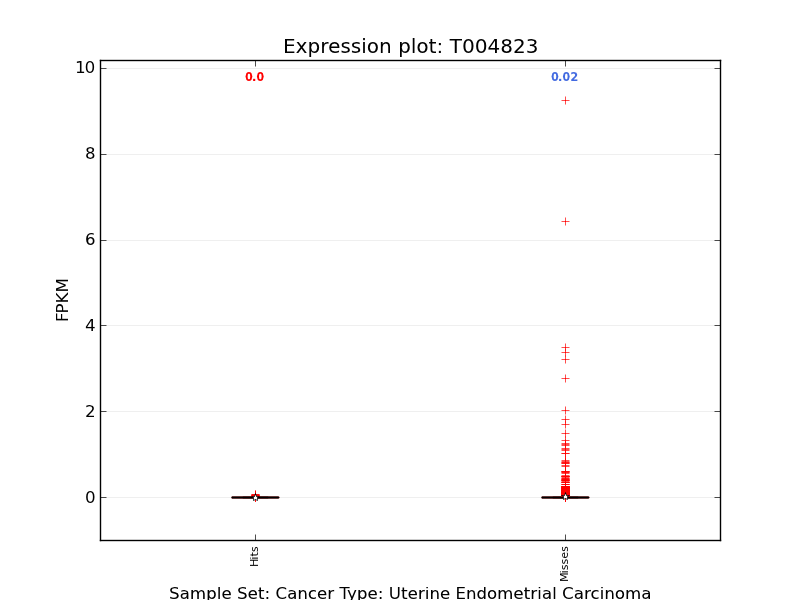 Expression plot: T004823
10
0.0
0.02
8
6
4
2
0
FPKM
Hits
Misses
Sample Set: Cancer Type: Uterine Endometrial Carcinoma